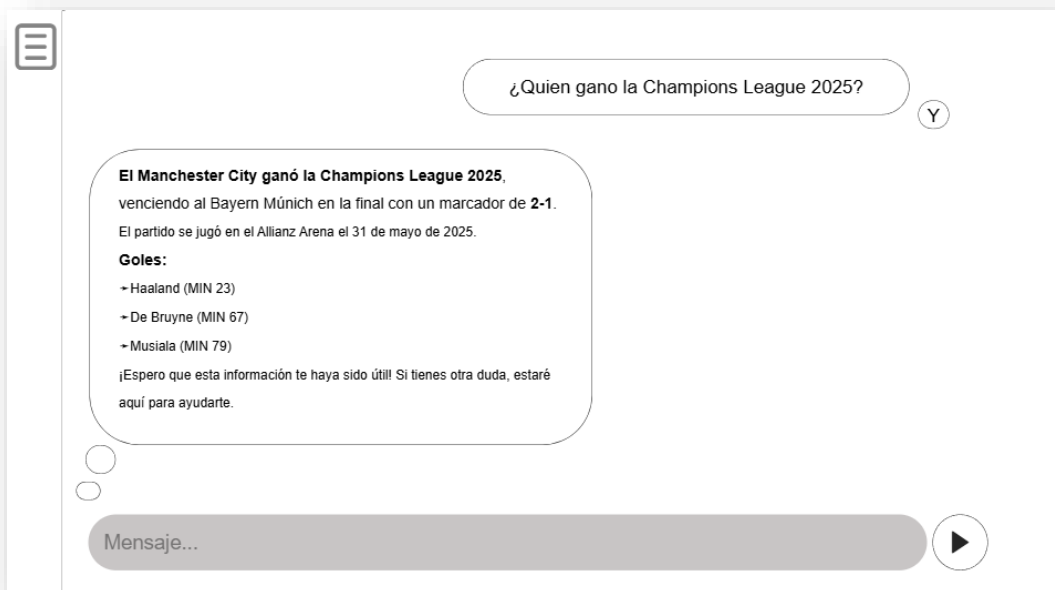 ¿Quien gano la Champions League 2025?
Y
El Manchester City ganó la Champions League 2025,
venciendo al Bayern Múnich en la final con un marcador de 2-1.
El partido se jugó en el Allianz Arena el 31 de mayo de 2025.
Goles:
➛Haaland (MIN 23)
➛De Bruyne (MIN 67)
➛Musiala (MIN 79)
¡Espero que esta información te haya sido útil! Si tienes otra duda, estaré
aquí para ayudarte.
Mensaje...